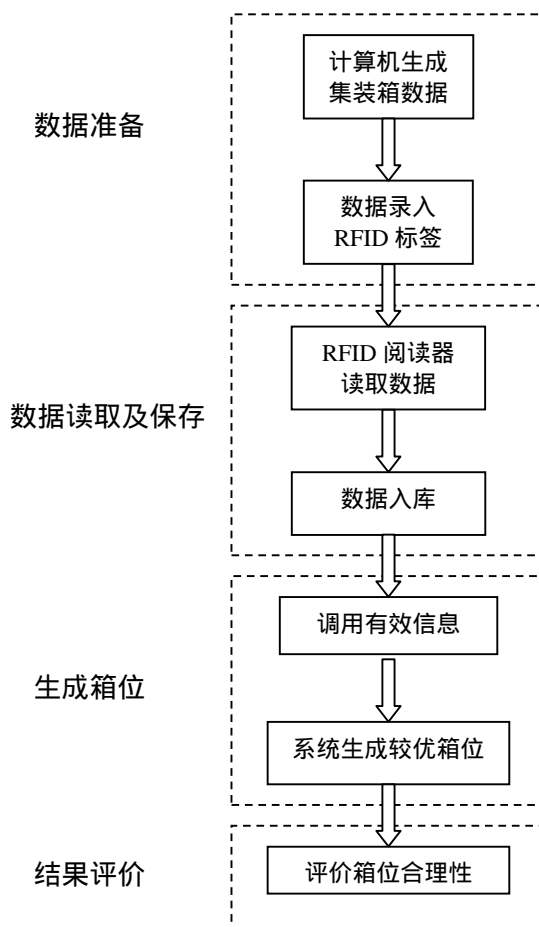 计算机生成
集装箱数据
数据准备
数据录入
RFID 标签
RFID 阅读器
读取数据
数据读取及保存
数据入库
调用有效信息
生成箱位
系统生成较优箱位
结果评价
评价箱位合理性